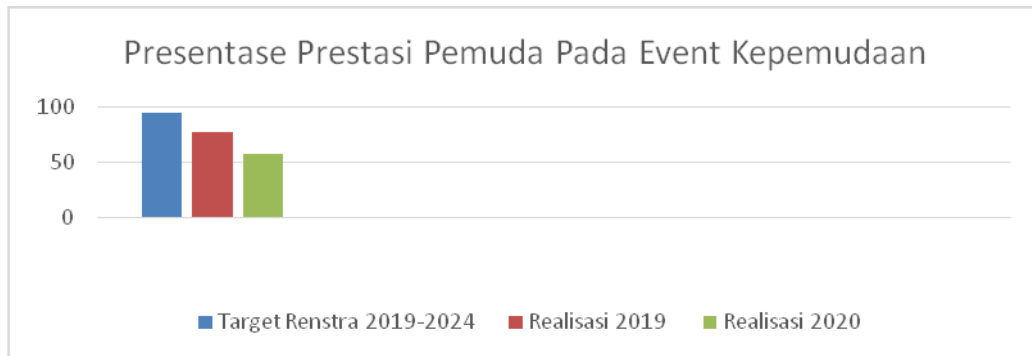 Presentase Prestasi Pemuda Pada Event Kepemudaan
100
50
0
Target Renstra 2019-2024 Realisasi 2019 Realisasi 2020